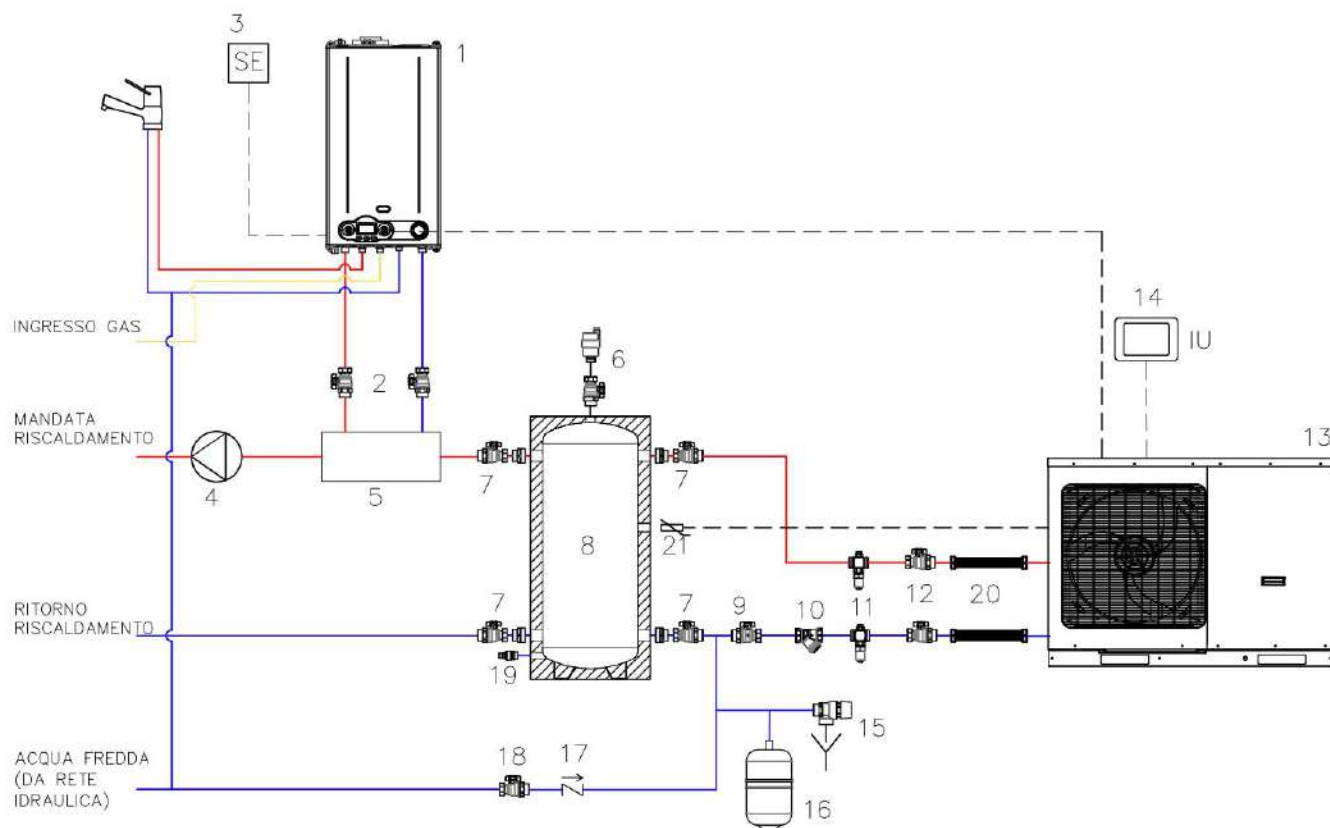 3
1
SE
INGRESSO GAS
2
6
14
IU
MANDATA
RISCALDAMENTO
13
4
5
7
7
8
21
12
20
RITORNO
RISCALDAMENTO
7
7
9
10
11
19
ACQUA FREDDA
(DA RETE
IDRAULICA)
18
17
15
16